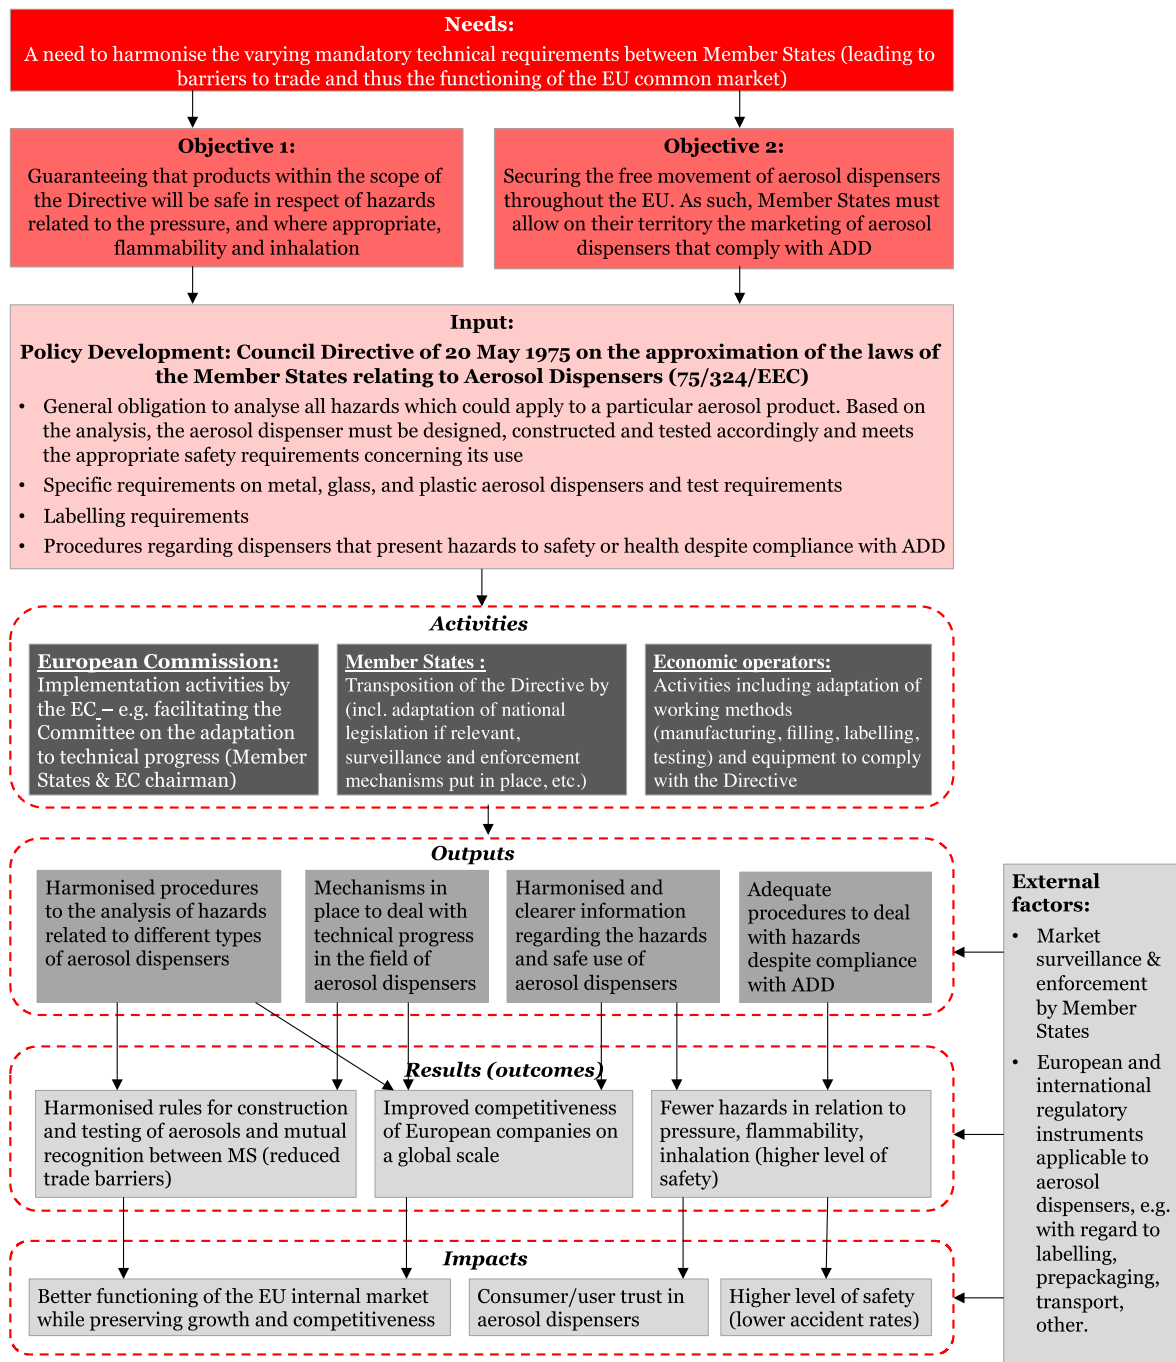 Needs:
A need to harmonise the varying mandatory technical requirements between Member States (leading to
barriers to trade and thus the functioning of the EU common market)
Objective 1:
Guaranteeing that products within the scope of
the Directive will be safe in respect of hazards
related to the pressure, and where appropriate,
flammability and inhalation
Objective 2:
Securing the free movement of aerosol dispensers
throughout the EU. As such, Member States must
allow on their territory the marketing of aerosol
dispensers that comply with ADD
Input:
Policy Development: Council Directive of 20 May 1975 on the approximation of the laws of
the Member States relating to Aerosol Dispensers (75/324/EEC)
• General obligation to analyse all hazards which could apply to a particular aerosol product. Based on
the analysis, the aerosol dispenser must be designed, constructed and tested accordingly and meets
the appropriate safety requirements concerning its use
• Specific requirements on metal, glass, and plastic aerosol dispensers and test requirements
• Labelling requirements
• Procedures regarding dispensers that present hazards to safety or health despite compliance with ADD
Activities
European Commission:
Implementation activities by
the EC – e.g. facilitating the
Committee on the adaptation
to technical progress (Member
States & EC chairman)
Member States :
Transposition of the Directive by
(incl. adaptation of national
legislation if relevant,
surveillance and enforcement
mechanisms put in place, etc.)
Economic operators:
Activities including adaptation of
working methods
(manufacturing, filling, labelling,
testing) and equipment to comply
with the Directive
Outputs
Harmonised procedures
to the analysis of hazards
related to different types
of aerosol dispensers
Mechanisms in
place to deal with
technical progress
in the field of
aerosol dispensers
Harmonised and
clearer information
regarding the hazards
and safe use of
aerosol dispensers
Adequate
procedures to deal
with hazards
despite compliance
with ADD
Results (outcomes)
Harmonised rules for construction
and testing of aerosols and mutual
recognition between MS (reduced
trade barriers)
Improved competitiveness
of European companies on
a global scale
Fewer hazards in relation to
pressure, flammability,
inhalation (higher level of
safety)
Impacts
Better functioning of the EU internal market
while preserving growth and competitiveness
Consumer/user trust in
aerosol dispensers
Higher level of safety
(lower accident rates)
External
factors:
• Market
surveillance &
enforcement
by Member
States
• European and
international
regulatory
instruments
applicable to
aerosol
dispensers, e.g.
with regard to
labelling,
prepackaging,
transport,
other.